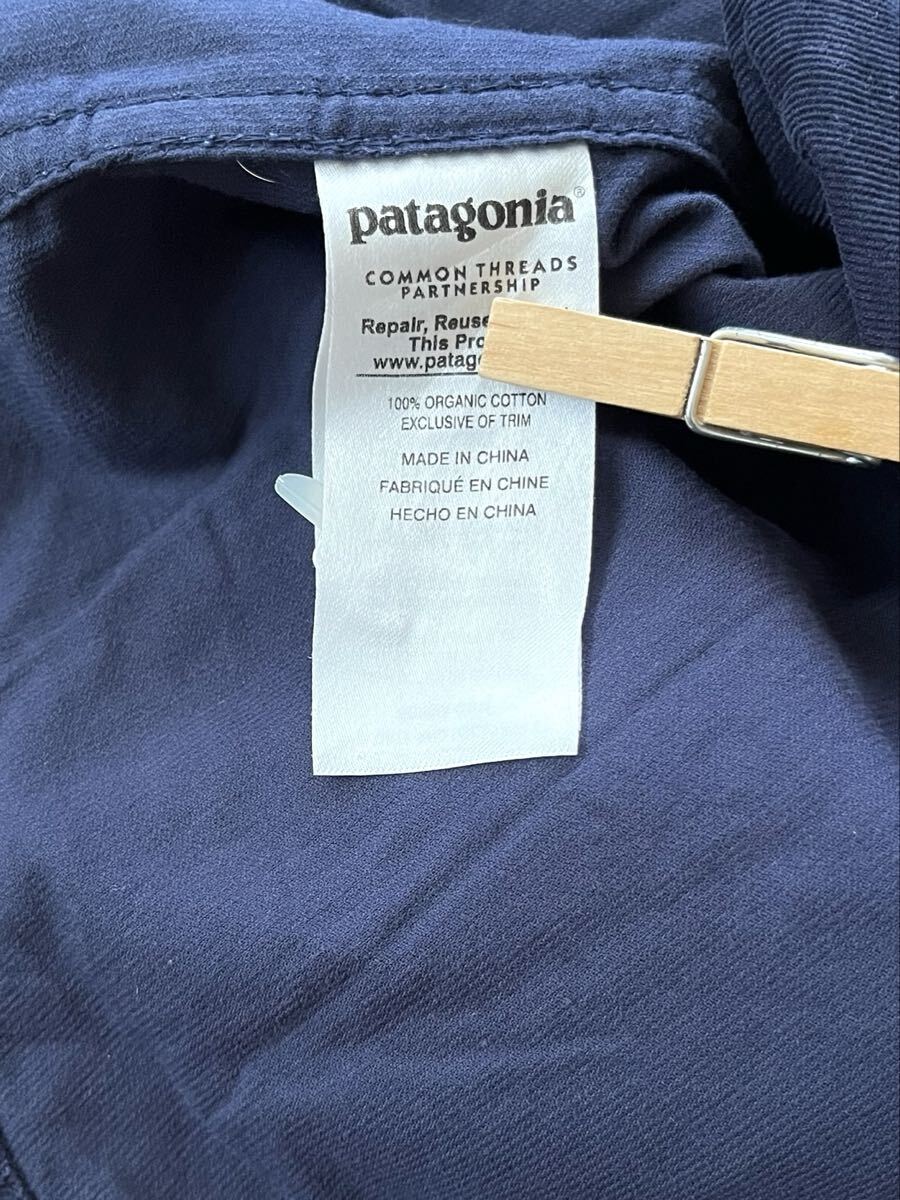 patagonia®
COMMON THREADS
PARTNERSHIP
Repair, Reuse
This
www.patag
100% ORGANIC COTTON
EXCLUSIVE OF TRIM
MADE IN CHINA
FABRIQUÉ EN CHINE
HECHO EN CHINA